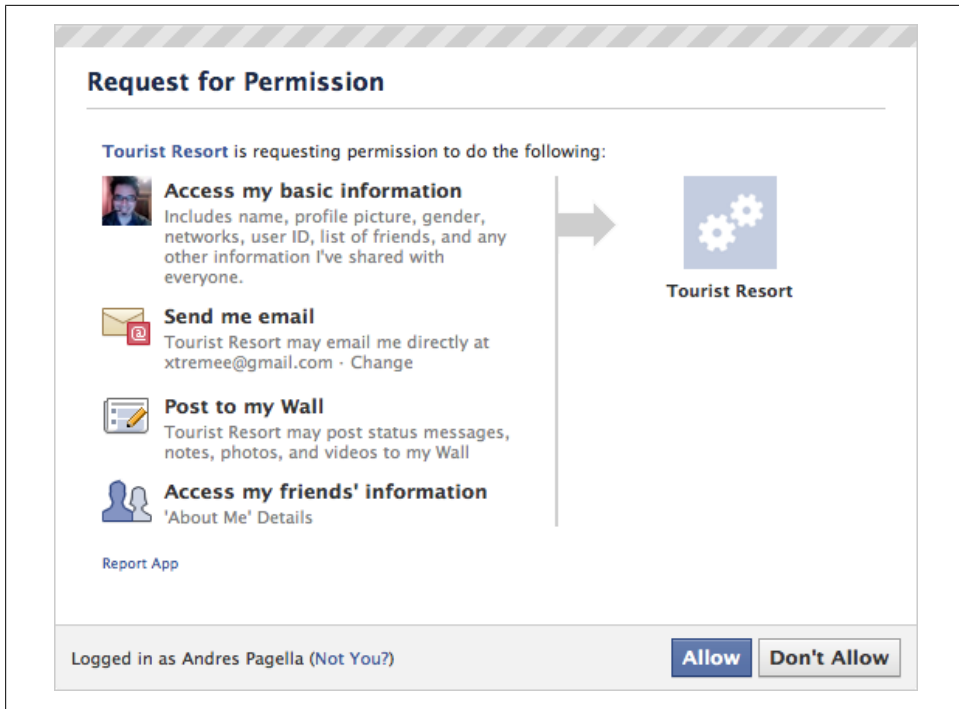 Request for Permission
Tourist Resort is requesting permission to do the following:
Access my basic information
Includes name, profile picture, gender,
networks, user ID, list of friends, and any
other information I've shared with
everyone.
Send me email
Tourist Resort may email me directly at
xtremee@gmail.com · Change
Post to my Wall
Tourist Resort may post status messages,
notes, photos, and videos to my Wall
Access my friends' information
'About Me' Details
Report App
Tourist Resort
Logged in as Andres Pagella (Not You?)
Allow
Don't Allow